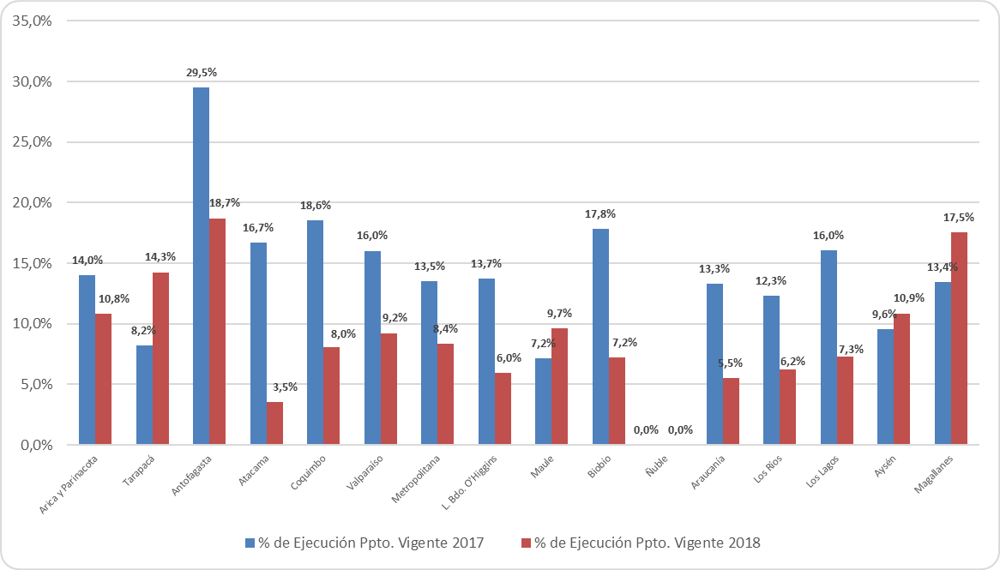 35,0%
30,0%
25,0%
20,0%
15,0%
10,0%
5,0%
0,0%
14,0%
10,8%
8,2%
14,3%
29,5%
18,7%
16,7%
3,5%
18,6%
8,0%
16,0%
9,2%
13,5%
8,4%
13,7%
6,0%
7,2%
9,7%
17,8%
7,2%
0,0%
0,0%
13,3%
5,5%
12,3%
6,2%
16,0%
7,3%
9,6%
10,9%
13,4%
17,5%
Arica y Parinacota
Tarapacá
Antofagasta
Atacama
Coquimbo
Valparaíso
Metropolitana
L. Bdo. O'Higgins
Maule
Biobio
Ñuble
Araucanía
Los Ríos
Los Lagos
Aysén
Magallanes
% de Ejecución Ppto. Vigente 2017
% de Ejecución Ppto. Vigente 2018